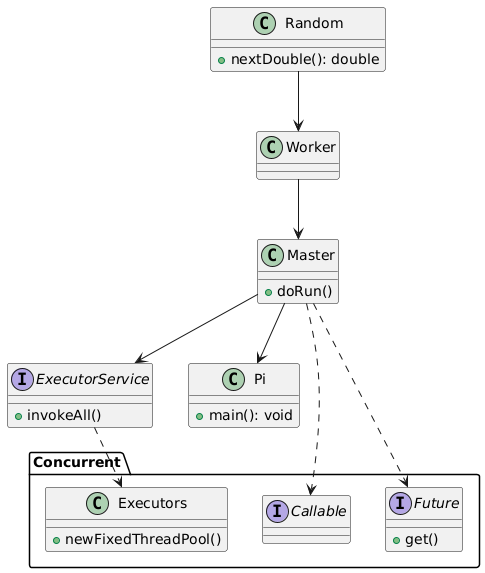 C Random
+ nextDouble(): double
C Worker
C Master
+ doRun()
I ExecutorService
+ invokeAll()
C Pi
+ main(): void
Concurrent
C Executors
+ newFixedThreadPool()
I Callable
I Future
+ get()